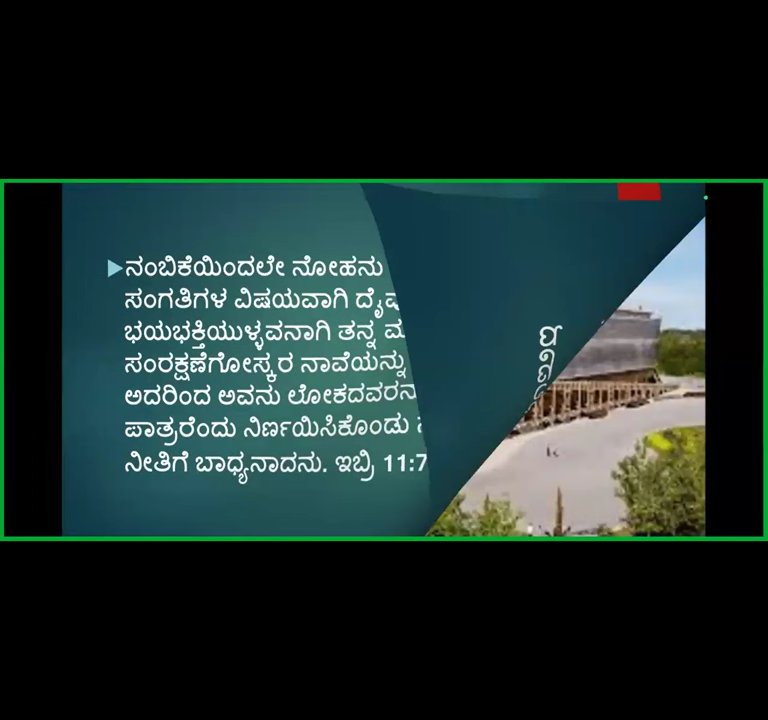 ನಂಬಿಕೆಯಿಂದಲೇ ನೋಹನು
ಸಂಗತಿಗಳ ವಿಷಯವಾಗಿ
ಭಯಭಕ್ತಿಯುಳ್ಳವನಾಗಿ ತನ್ನ
ಸಂರಕ್ಷಣೆಗೋಸ್ಕರ ನಾವೆಯನ್ನು
ಅದರಿಂದ ಅವನು
ಪಾತ್ರರೆಂದು ನಿರ್ಣಯಿಸಿಕೊಂಡು
ನೀತಿಗೆ ಬಾಧ್ಯನಾದನು. ಇಬ್ರಿ 11:7